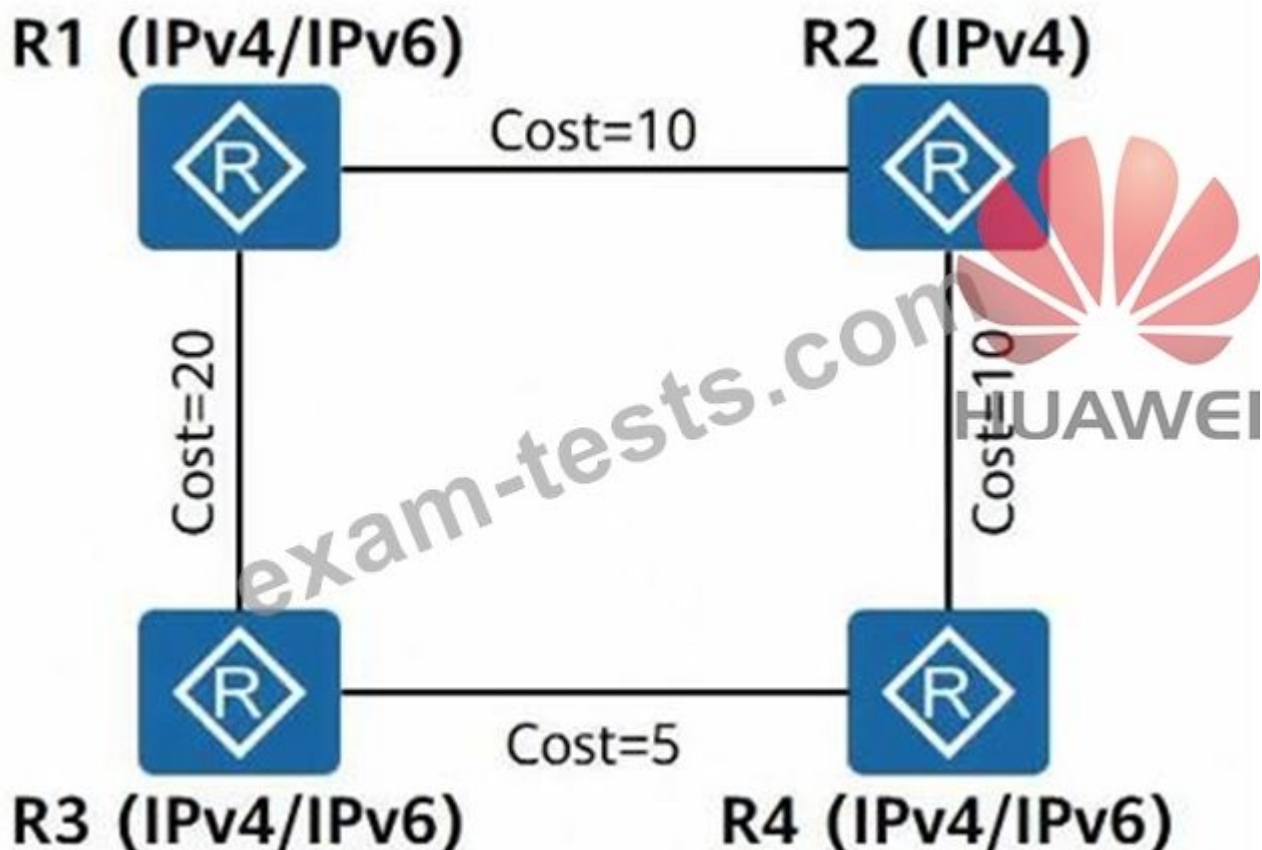 R1 (IPv4/IPv6)
R2 (IPv4)
Cost=10
R
R
Cost=20
Cost=10
exam-tests.com
HUAWEI
R
R
Cost=5
R3 (IPv4/IPv6)
R4 (IPv4/IPv6)